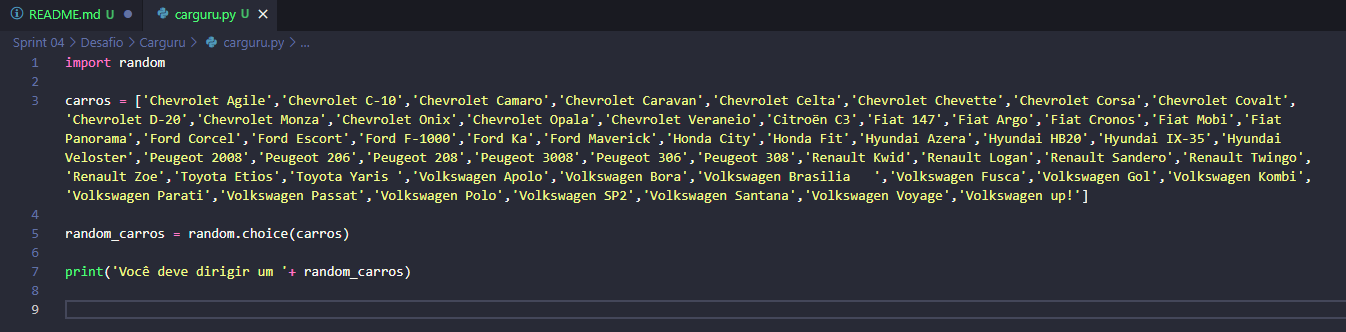 README.md U
carguru.py U
Sprint 04 > Desafio > Carguru > carguru.py > ...
1 import random
2
3 carros = ['Chevrolet Agile','Chevrolet C-10','Chevrolet Camaro','Chevrolet Caravan','Chevrolet Celta','Chevrolet Chevette','Chevrolet Corsa','Chevrolet Covalt',
'Chevrolet D-20','Chevrolet Monza','Chevrolet Onix','Chevrolet Opala','Chevrolet Veraneio','Citroën C3','Fiat 147','Fiat Argo','Fiat Cronos','Fiat Mobi','Fiat
Panorama','Ford Corcel','Ford Escort','Ford F-1000','Ford Ka','Ford Maverick','Honda City','Honda Fit','Hyundai Azera','Hyundai HB20','Hyundai IX-35','Hyundai
Veloster','Peugeot 2008','Peugeot 206','Peugeot 208','Peugeot 3008','Peugeot 306','Peugeot 308','Renault Kwid','Renault Logan','Renault Sandero','Renault Twingo',
'Renault Zoe','Toyota Etios','Toyota Yaris ','Volkswagen Apolo','Volkswagen Bora','Volkswagen Brasilia   ','Volkswagen Fusca','Volkswagen Gol','Volkswagen Kombi',
'Volkswagen Parati','Volkswagen Passat','Volkswagen Polo','Volkswagen SP2','Volkswagen Santana','Volkswagen Voyage','Volkswagen up!']
4
5 random_carros = random.choice(carros)
6
7 print('Você deve dirigir um '+ random_carros)
8
9